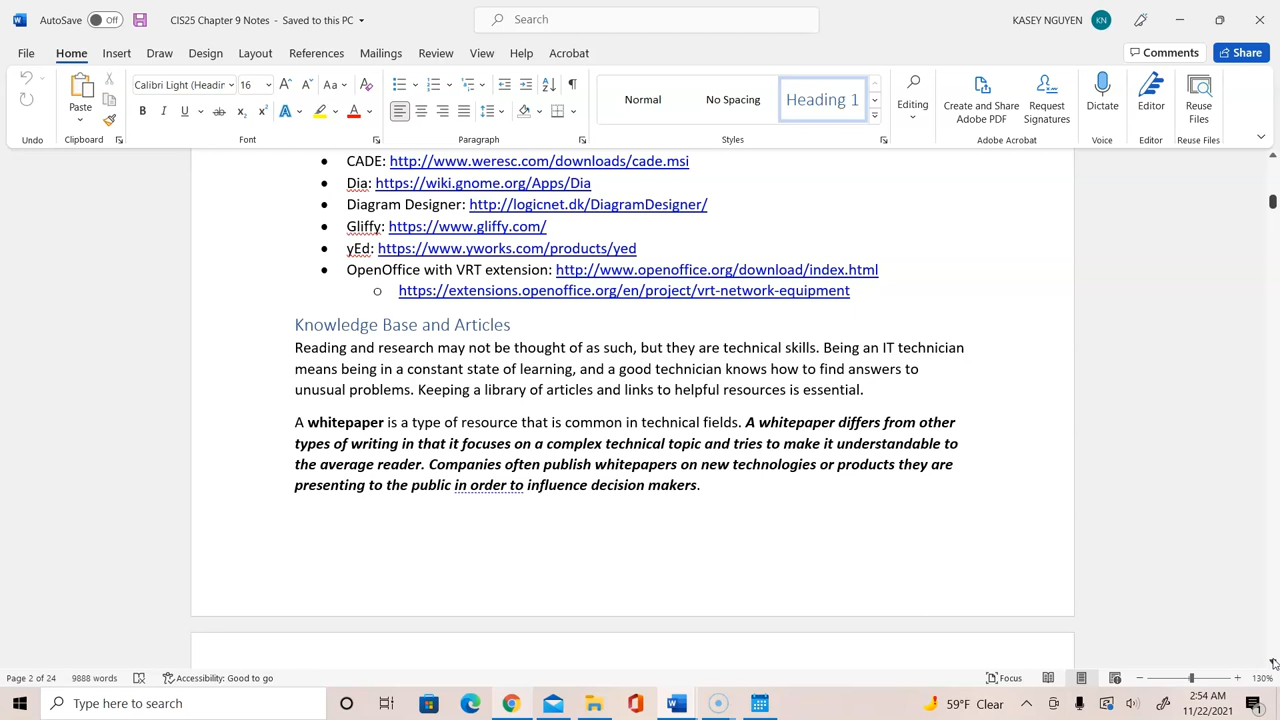 AutoSave Off CIS25 Chapter 9 Notes - Saved to this PC Search KASEY NGUYEN KN
File Home Insert Draw Design Layout References Mailings Review View Help Acrobat Comments Share
Paste Calibri Light (Headin 16 Aa Normal No Spacing Heading 1 Editing Create and Share Adobe PDF Request Signatures Dictate Editor Reuse Files
Undo Clipboard Font Paragraph Styles Adobe Acrobat Voice Editor Reuse Files
• CADE: http://www.weresc.com/downloads/cade.msi
• Dia: https://wiki.gnome.org/Apps/Dia
• Diagram Designer: http://logicnet.dk/DiagramDesigner/
• Gliffy: https://www.gliffy.com/
• yEd: https://www.yworks.com/products/yed
• OpenOffice with VRT extension: http://www.openoffice.org/download/index.html
o https://extensions.openoffice.org/en/project/vrt-network-equipment
Knowledge Base and Articles
Reading and research may not be thought of as such, but they are technical skills. Being an IT technician
means being in a constant state of learning, and a good technician knows how to find answers to
unusual problems. Keeping a library of articles and links to helpful resources is essential.
A whitepaper is a type of resource that is common in technical fields. A whitepaper differs from other
types of writing in that it focuses on a complex technical topic and tries to make it understandable to
the average reader. Companies often publish whitepapers on new technologies or products they are
presenting to the public in order to influence decision makers.
Page 2 of 24 9888 words Accessibility: Good to go Focus 130%
Type here to search 59°F Clear 2:54 AM
11/22/2021 1